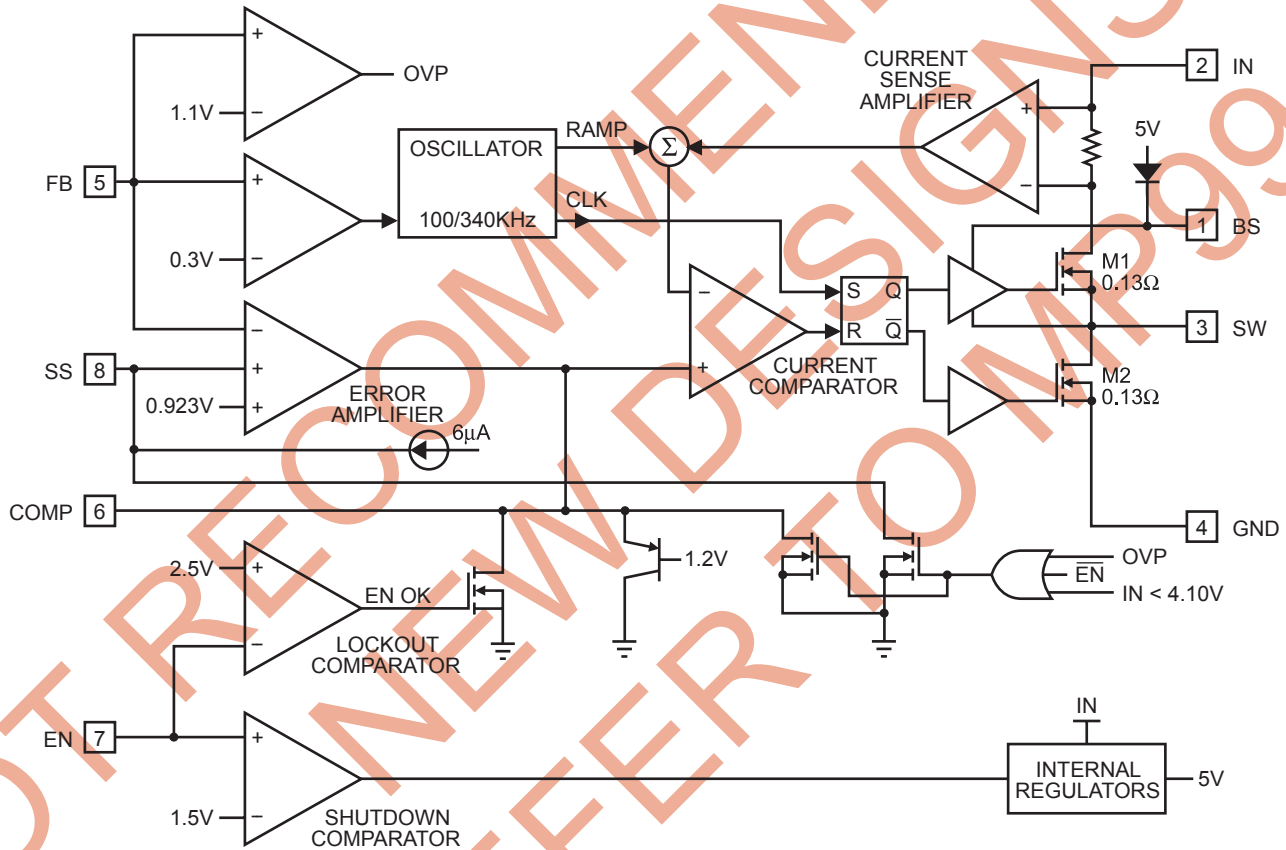 OVP
1.1V
+
−
CURRENT
SENSE
AMPLIFIER
2 IN
5V
RAMP
OSCILLATOR
100/340KHz
CLK
Σ
+
−
FB 5
+
−
0.3V
1 BS
M1
0.13Ω
S Q
R Q̅
−
+
CURRENT
COMPARATOR
3 SW
SS 8
−
+
+
0.923V
ERROR
AMPLIFIER
6µA
M2
0.13Ω
COMP 6
4 GND
2.5V
+
−
EN OK
LOCKOUT
COMPARATOR
1.2V
OVP
E̅N̅
IN < 4.10V
EN 7
+
−
1.5V
SHUTDOWN
COMPARATOR
IN
INTERNAL
REGULATORS
5V
NOT RECOMMEN
NEW DESIGNS
REFER TO MP99